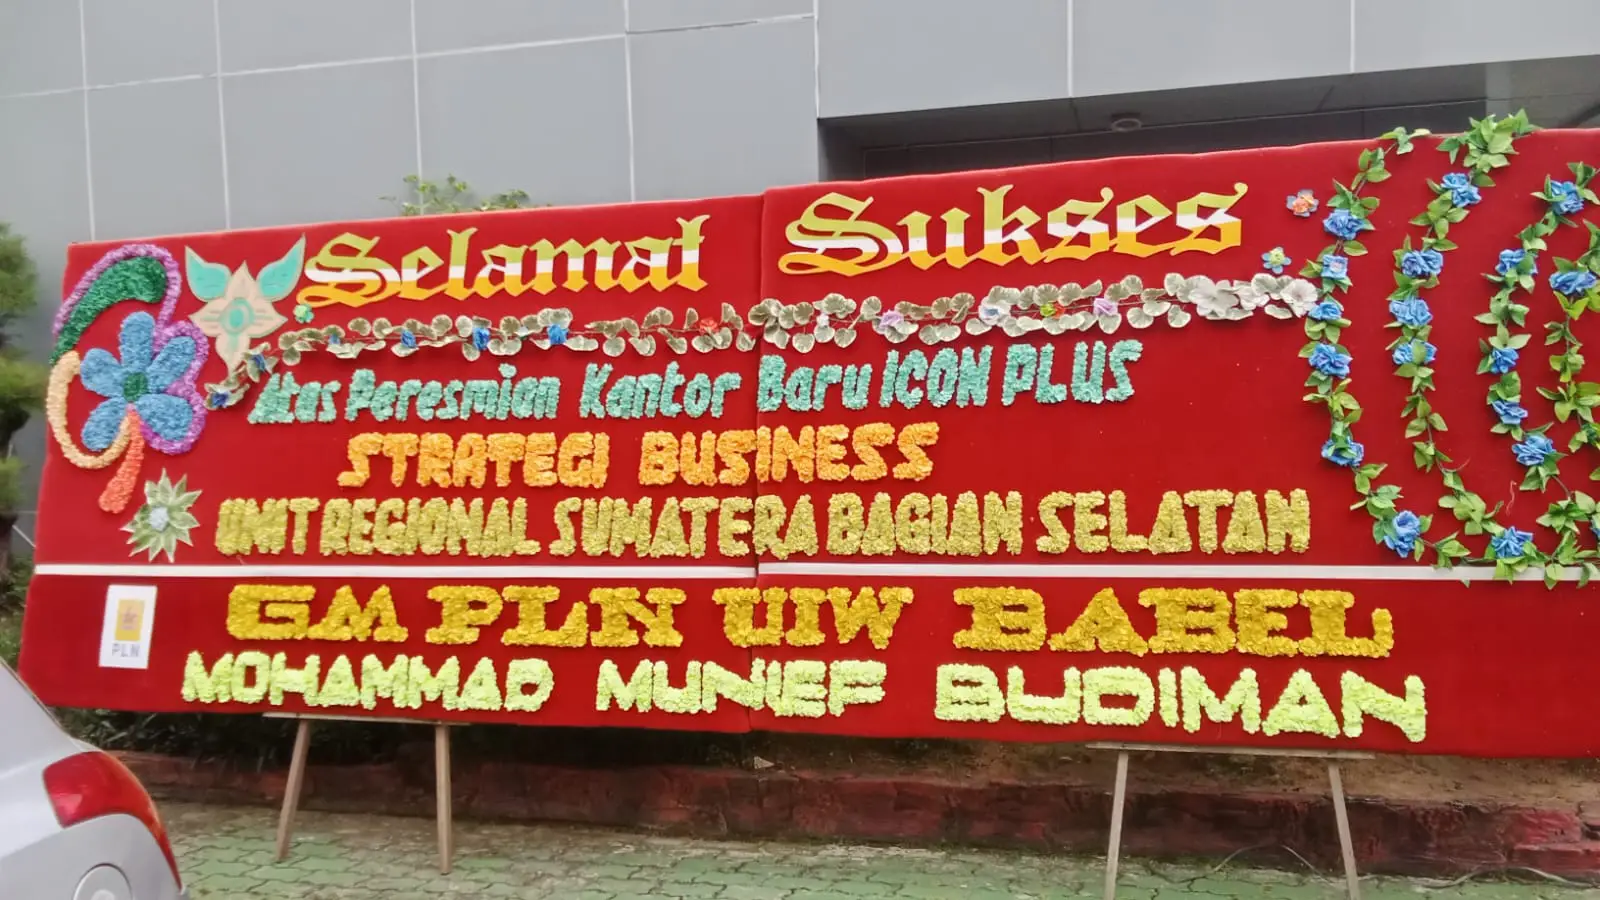 Selamat Sukses
Atas Peresmian Kantor Baru ICON PLUS
STRATEGI BUSINESS
UNIT REGIONAL SUMATERA BAGIAN SELATAN
GM PLN UIW BABEL
MOHAMMAD MUNIEF BUDIMAN
PLN